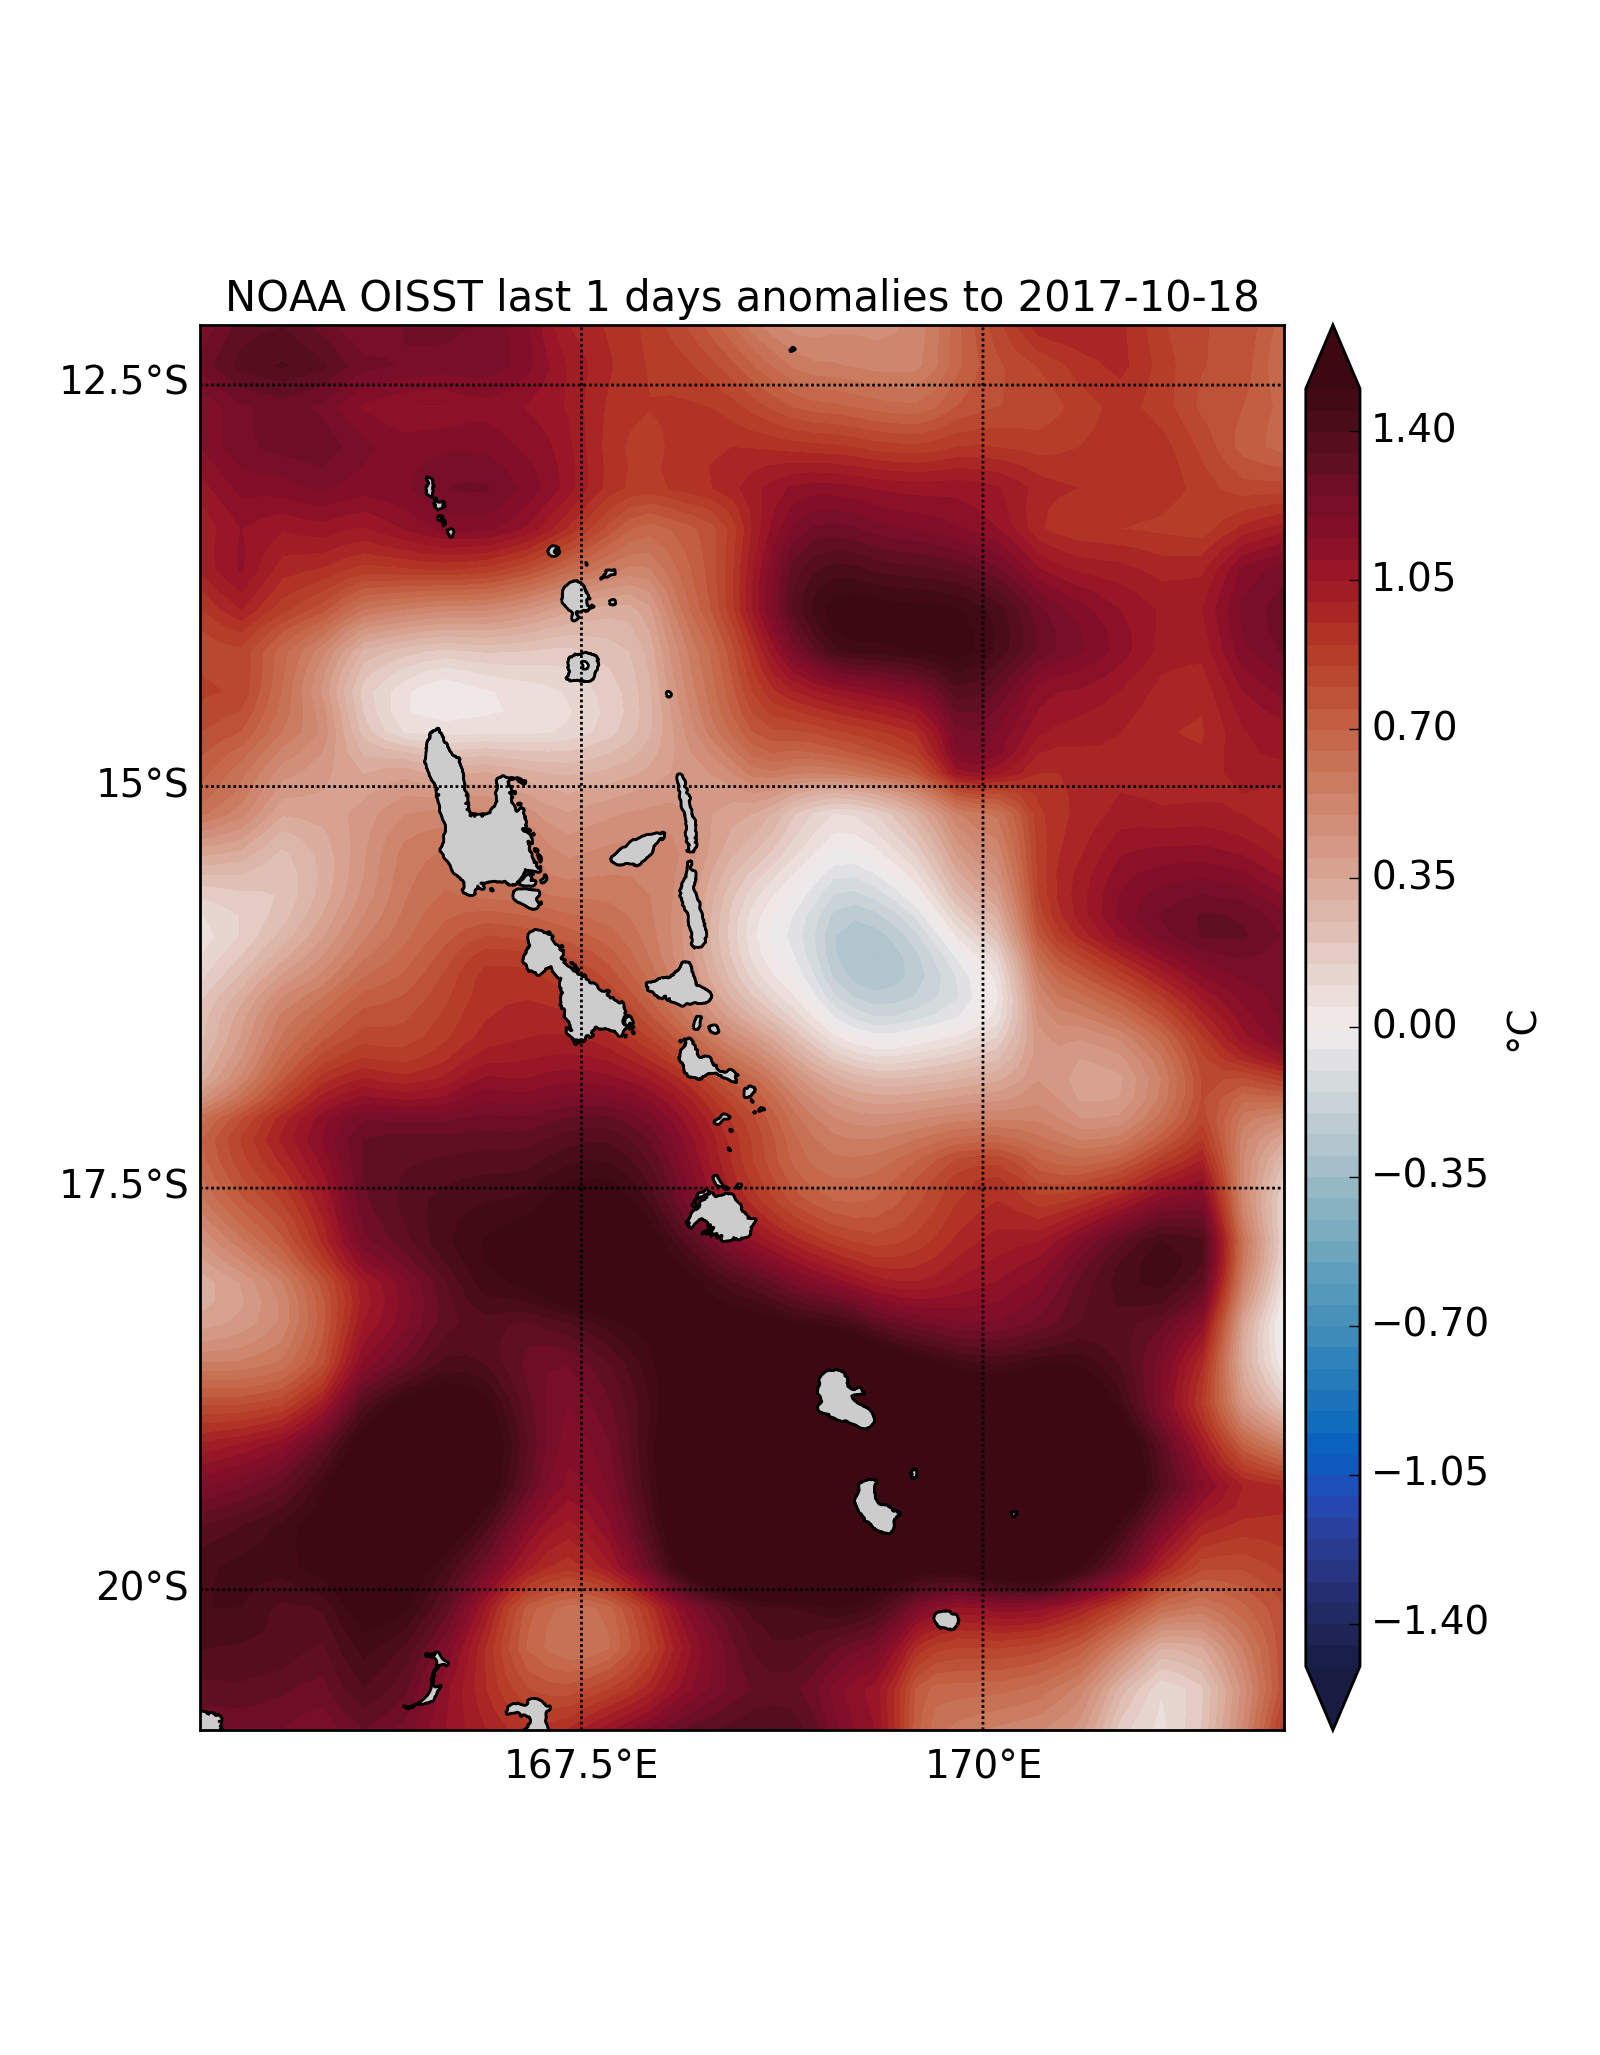 NOAA OISST last 1 days anomalies to 2017-10-18
12.5°S
15°S
17.5°S
20°S
167.5°E
170°E
1.40
1.05
0.70
0.35
0.00
−0.35
−0.70
−1.05
−1.40
°C